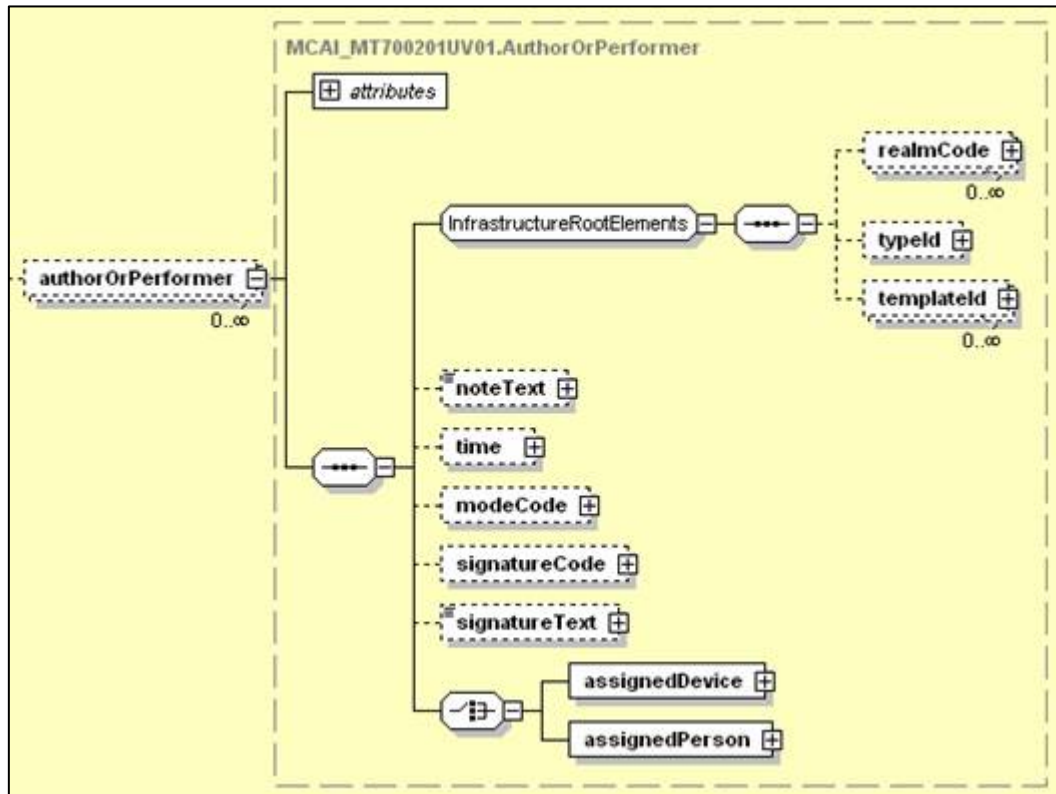 MCAI_MT700201UV01.AuthorOrPerformer
attributes
realmCode
0..∞
InfrastructureRootElements
typeId
authorOrPerformer
0..∞
templateId
0..∞
noteText
time
modeCode
signatureCode
signatureText
assignedDevice
assignedPerson